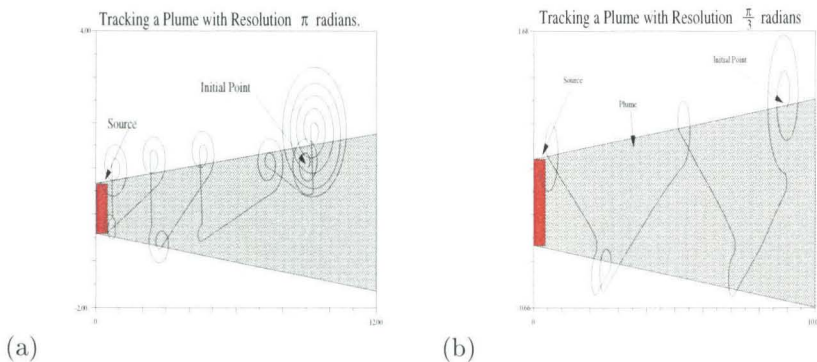 Tracking a Plume with Resolution π radians.
4.00
Initial Point
Source
-2.00
0
12.00
(a)
Tracking a Plume with Resolution π/3 radians
Initial Point
Source
Plume
0
(b)